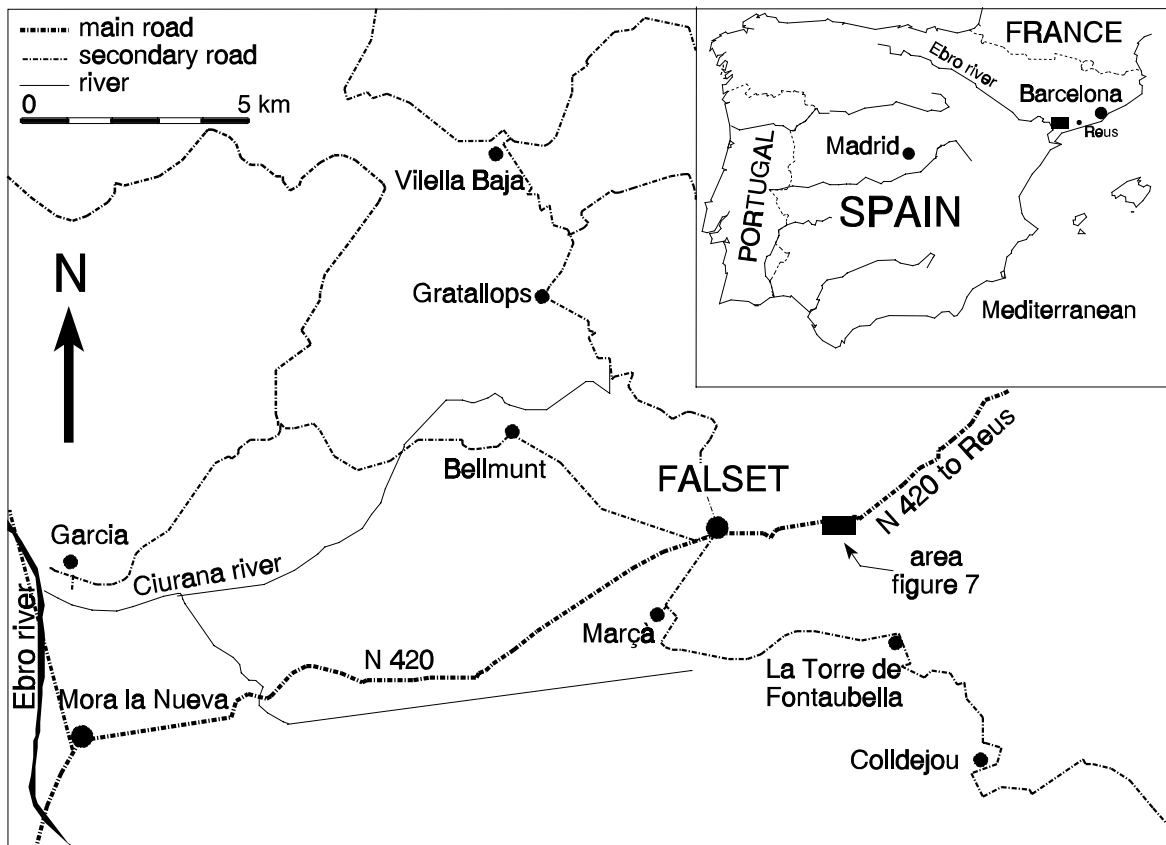 main road
secondary road
river
0 5 km
FRANCE
Ebro river
Barcelona
Reus
Madrid
PORTUGAL
SPAIN
Mediterranean
Vilella Baja
N
Gratallops
Bellmunt
FALSET
N 420 to Reus
Garcia
Ciurana river
area
figure 7
Ebro river
Marçà
N 420
Mora la Nueva
La Torre de
Fontaubella
Colldejou